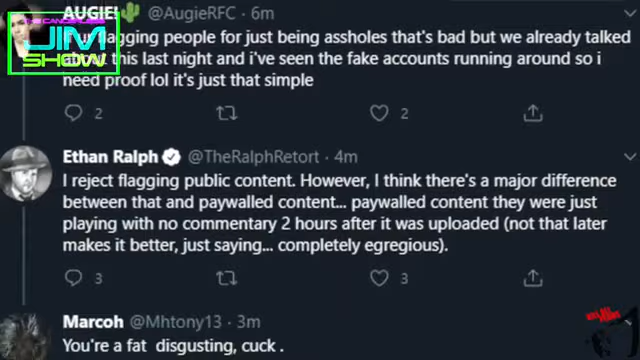 THE CANCERLESS
JIM
SHOW
AUGIE!🌵 @AugieRFC · 6m
flagging people for just being assholes that's bad but we already talked
about this last night and i've seen the fake accounts running around so i
need proof lol it's just that simple
2 2
Ethan Ralph @TheRalphRetort · 4m
I reject flagging public content. However, I think there's a major difference
between that and paywalled content... paywalled content they were just
playing with no commentary 2 hours after it was uploaded (not that later
makes it better, just saying... completely egregious).
3 3
Marcoh @Mhtony13 · 3m
You're a fat disgusting, cuck .